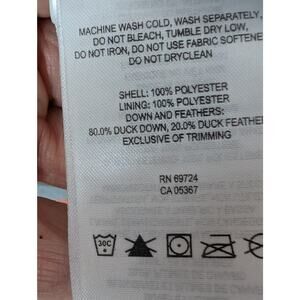 MACHINE WASH COLD, WASH SEPARATELY,
DO NOT BLEACH, TUMBLE DRY LOW,
DO NOT IRON, DO NOT USE FABRIC SOFTENE
DO NOT DRYCLEAN
SHELL: 100% POLYESTER
LINING: 100% POLYESTER
DOWN AND FEATHERS:
80.0% DUCK DOWN, 20.0% DUCK FEATHER
EXCLUSIVE OF TRIMMING
RN 69724
CA 05367
30C